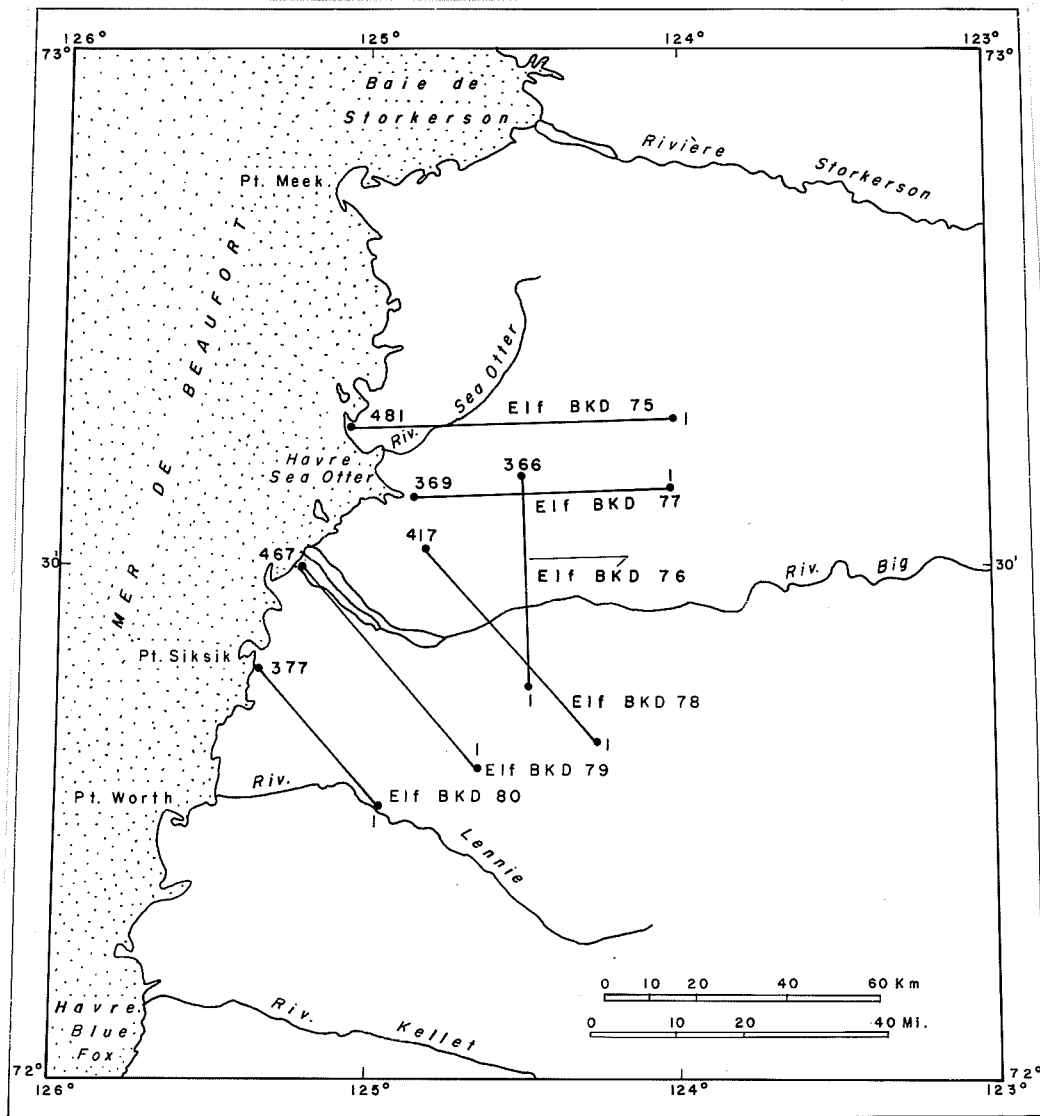 126°
125°
124°
123°
73°
73°
Baie de
Storkerson
Rivière
Storkerson
Pt. Meek
MER DE BEAUFORT
Sea Otter
Riv.
481
Elf BKD 75
1
Havre
Sea Otter
366
369
1
Elf BKD 77
417
467
30'
30'
Elf BKD 76
Riv. Big
Pt. Siksik
377
1
Elf BKD 78
1
1
Elf BKD 79
Riv.
Pt. Worth
Elf BKD 80
1
Lennie
0 10 20 40 60 Km
0 10 20 40 Mi.
Havre
Blue
Fox
Riv.
Kellet
72°
72°
126°
125°
124°
123°